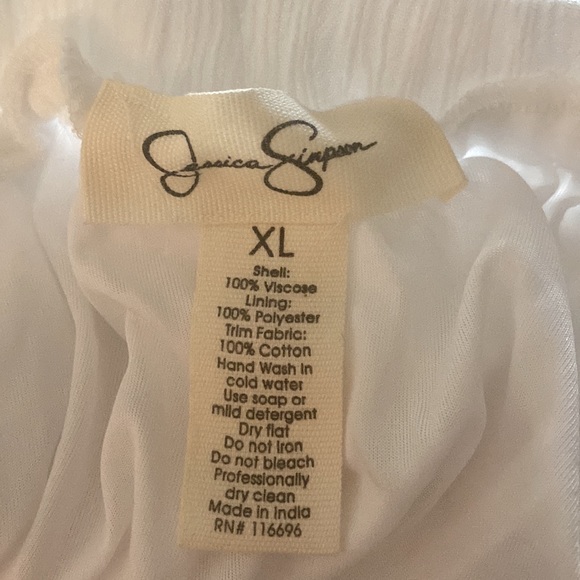 Jessica Simpson
XL
Shell:
100% Viscose
Lining:
100% Polyester
Trim Fabric:
100% Cotton
Hand Wash in
cold water
Use soap or
mild detergent
Dry flat
Do not Iron
Do not bleach
Professionally
dry clean
Made in India
RN# 116696